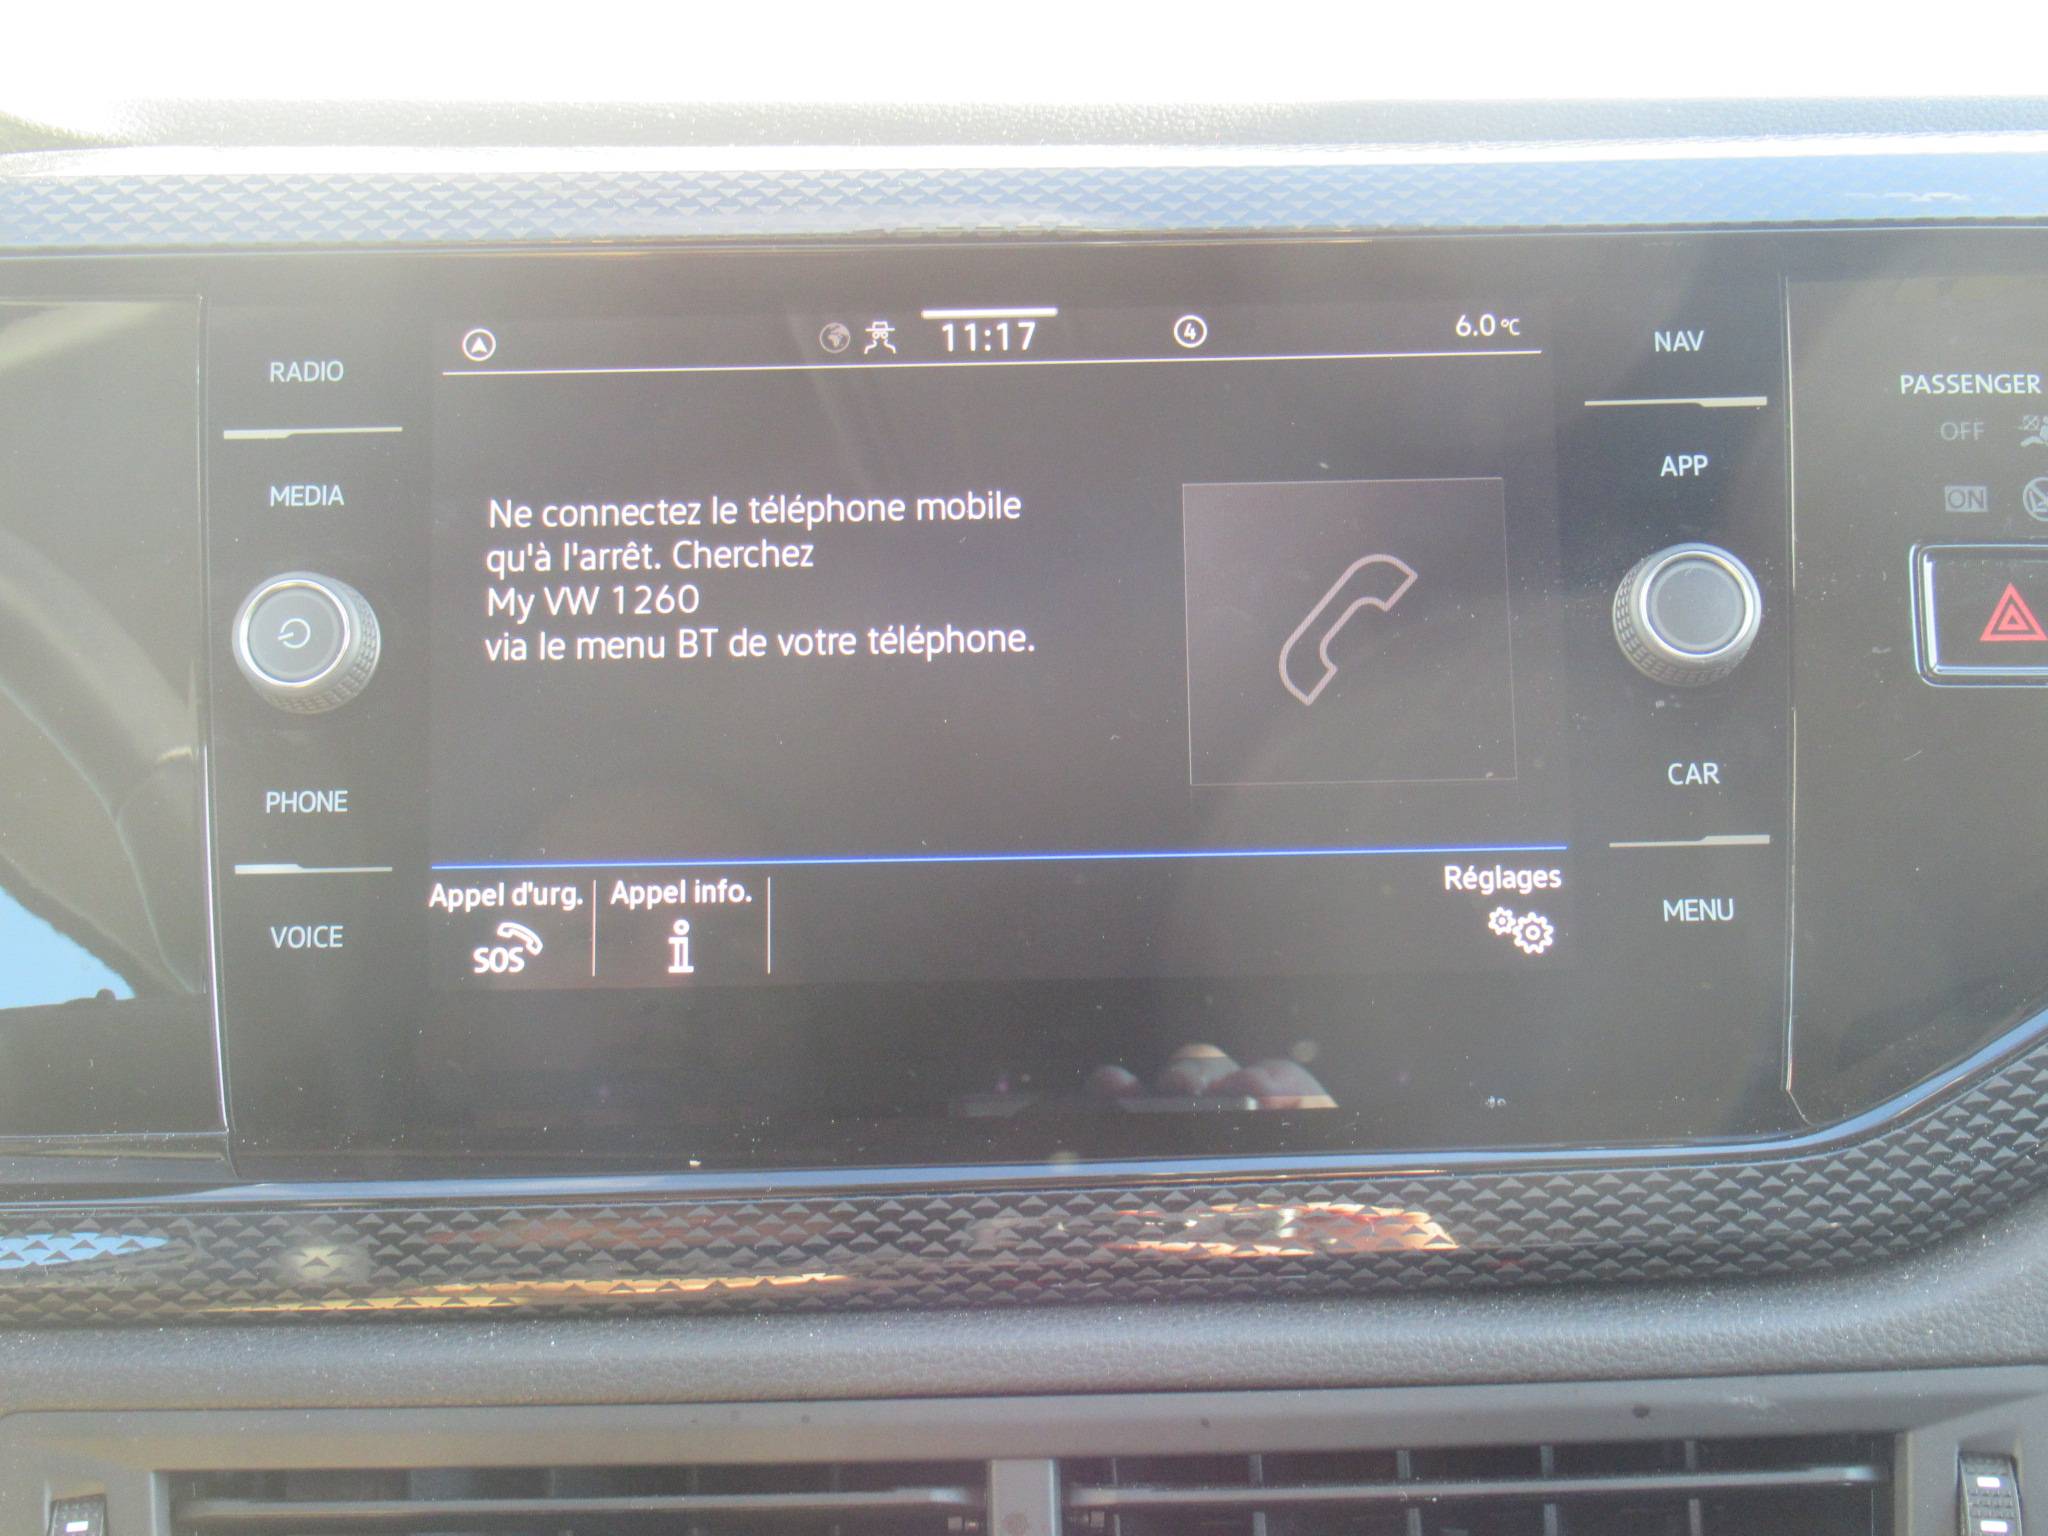 11:17
4
6.0 °C
RADIO
NAV
PASSENGER
OFF
MEDIA
APP
ON
Ne connectez le téléphone mobile
qu'à l'arrêt. Cherchez
My VW 1260
via le menu BT de votre téléphone.
PHONE
CAR
Appel d'urg.
Appel info.
Réglages
SOS
i
VOICE
MENU